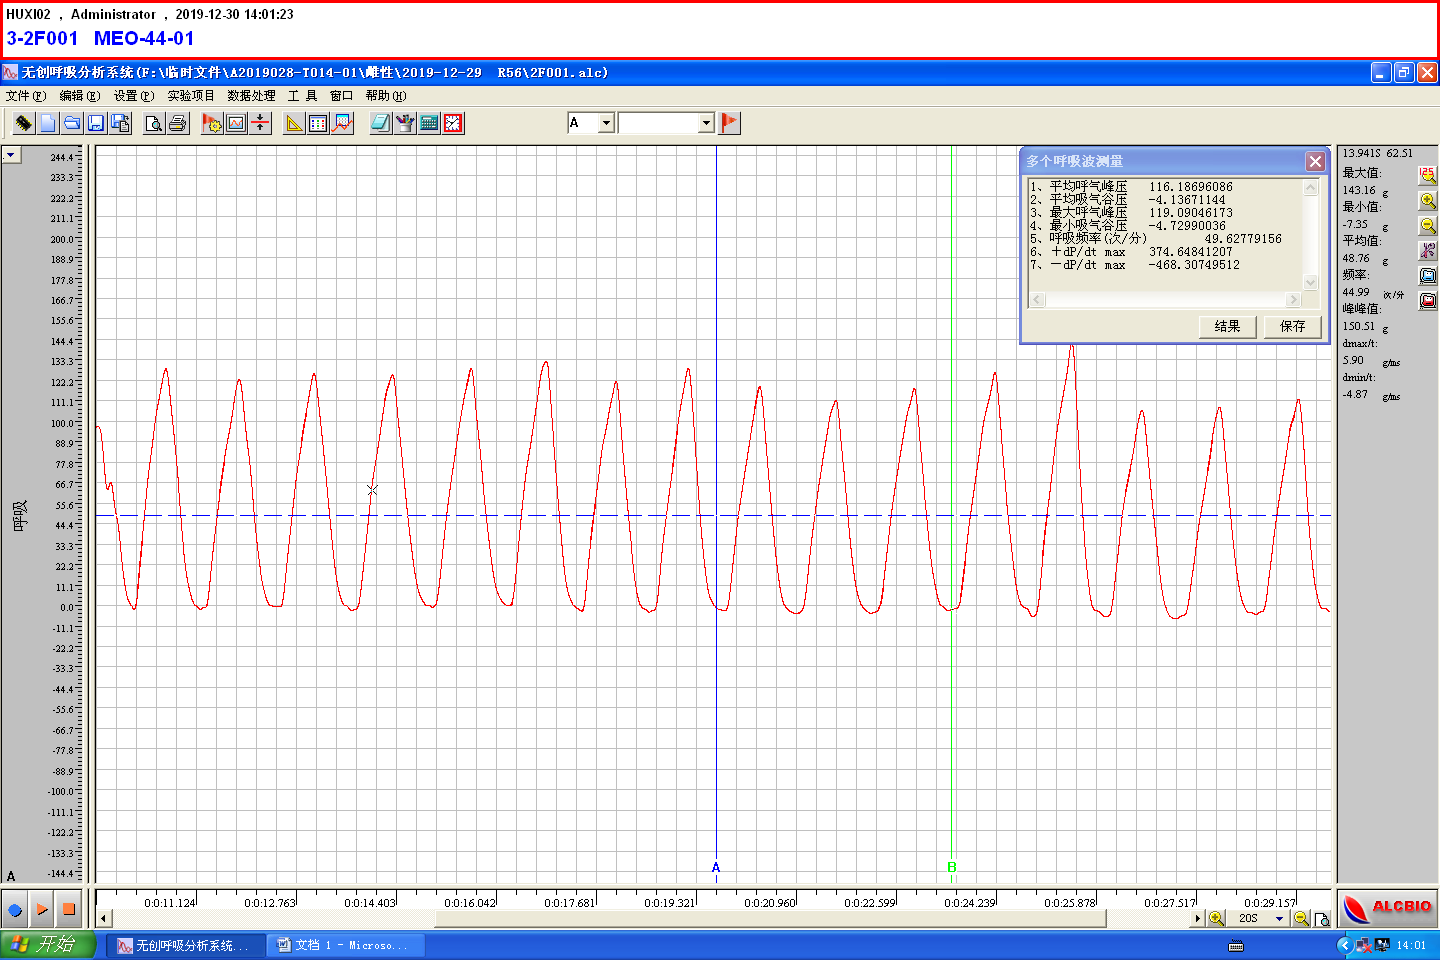 HUXI02 , Administrator , 2019-12-30 14:01:23
3-2F001 MEO-44-01
无创呼吸分析系统(F:\临时文件\A2019028-T014-01\雌性\2019-12-29 R56\2F001.alc)
文件(F) 编辑(E) 设置(P) 实验项目 数据处理 工 具 窗口 帮助(H)
A
244.4
233.3
222.2
211.1
200.0
188.9
177.8
166.7
155.6
144.4
133.3
122.2
111.1
100.0
88.9
77.8
66.7
55.6
44.4
33.3
22.2
11.1
0.0
-11.1
-22.2
-33.3
-44.4
-55.6
-66.7
-77.8
-88.9
-100.0
-111.1
-122.2
-133.3
-144.4
呼吸
A
多个呼吸波测量
1、平均呼气峰压 116.18696086
2、平均吸气谷压 -4.13671144
3、最大呼气峰压 119.09046173
4、最小吸气谷压 -4.72990036
5、呼吸频率(次/分) 49.62779156
6、＋dP/dt max 374.64841207
7、－dP/dt max -468.30749512
结果 保存
13.941S 62.51
最大值:
143.16 g
最小值:
-7.35 g
平均值:
48.76 g
频率:
44.99 次/分
峰峰值:
150.51 g
dmax/t:
5.90 g/ms
dmin/t:
-4.87 g/ms
125
A
B
0:0:11.124 0:0:12.763 0:0:14.403 0:0:16.042 0:0:17.681 0:0:19.321 0:0:20.960 0:0:22.599 0:0:24.239 0:0:25.878 0:0:27.517 0:0:29.157
20S
ALCBIO
开始 无创呼吸分析系统... 文档 1 - Microso... 14:01